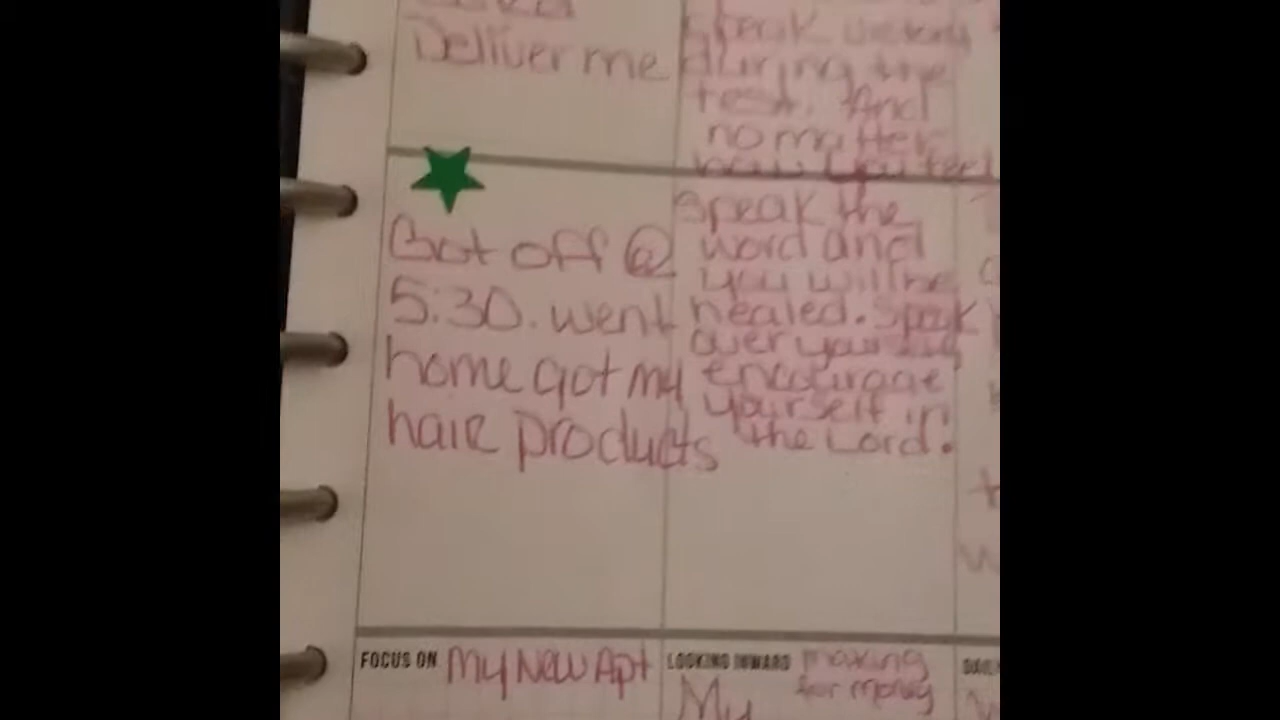 Deliver me
Speak
during the
test. And
no matter
how you feel
Got off @
5:30. went
home got my
hair products
Speak the
word and
you will be
healed. Speak
over your
encourage
yourself in
the Lord.
FOCUS ON My New Apt
LOOKING INWARD making
for money
My